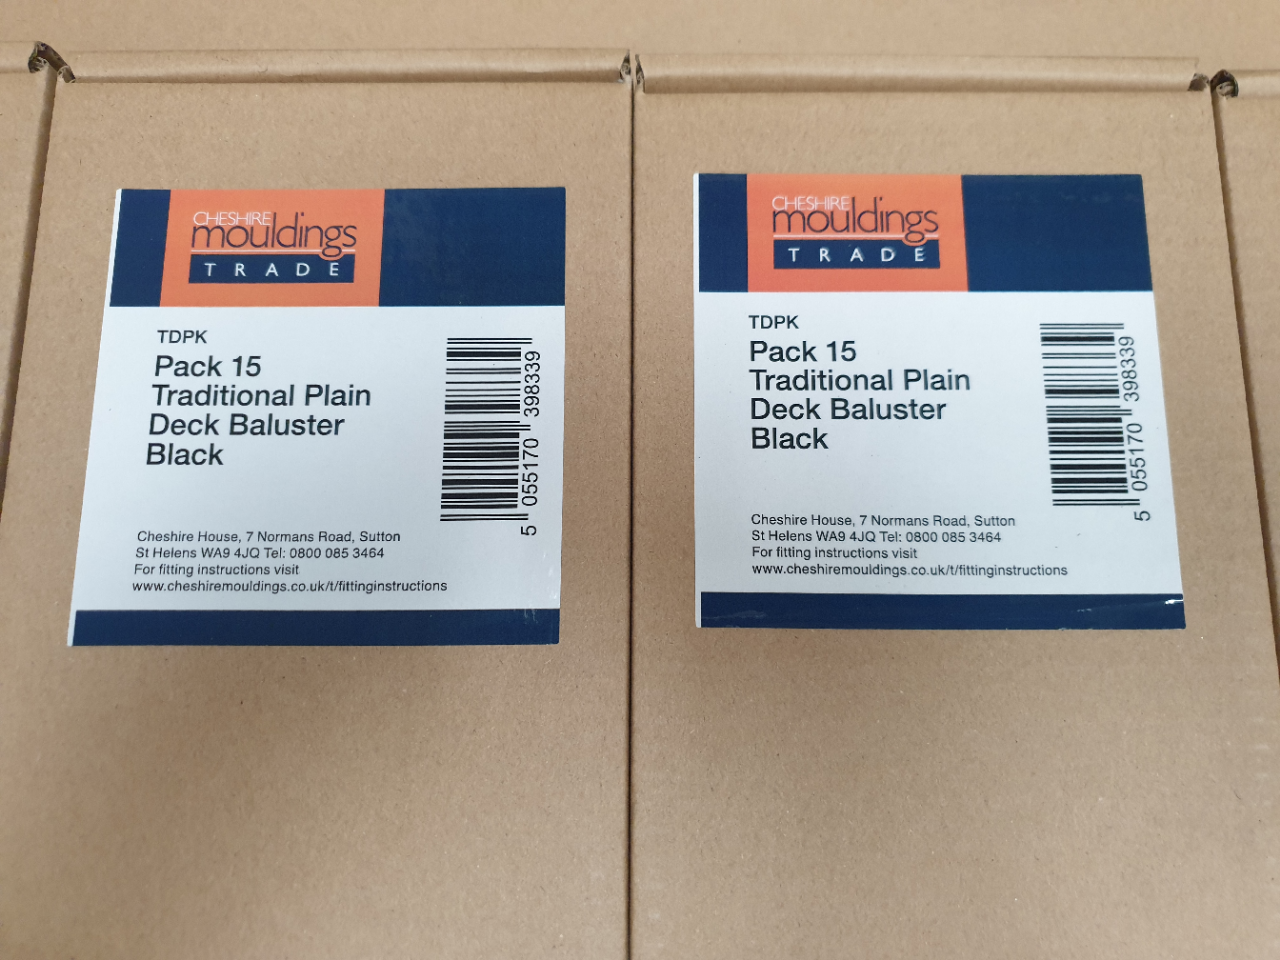 CHESHIRE
mouldings
TRADE
TDPK
Pack 15
Traditional Plain
Deck Baluster
Black
5 055170 398339
Cheshire House, 7 Normans Road, Sutton
St Helens WA9 4JQ Tel: 0800 085 3464
For fitting instructions visit
www.cheshiremouldings.co.uk/t/fittinginstructions
CHESHIRE
mouldings
TRADE
TDPK
Pack 15
Traditional Plain
Deck Baluster
Black
5 055170 398339
Cheshire House, 7 Normans Road, Sutton
St Helens WA9 4JQ Tel: 0800 085 3464
For fitting instructions visit
www.cheshiremouldings.co.uk/t/fittinginstructions